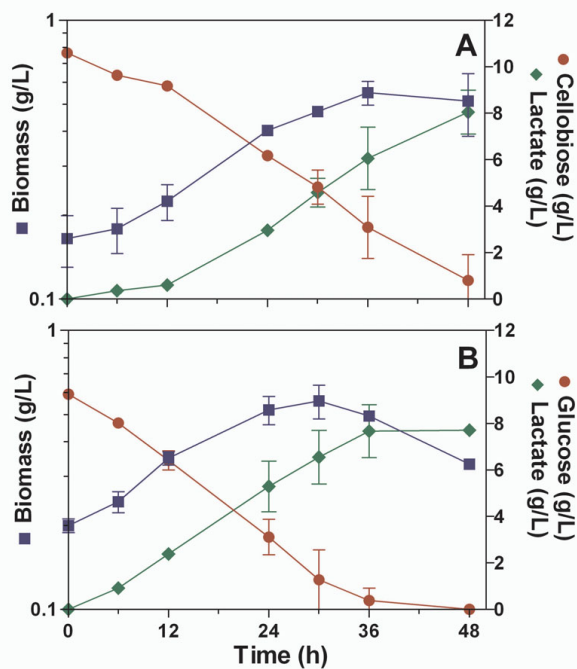 A
1
0.1
Biomass (g/L)
12
10
8
6
4
2
0
Lactate (g/L)
Cellobiose (g/L)
B
1
0.1
Biomass (g/L)
12
10
8
6
4
2
0
Lactate (g/L)
Glucose (g/L)
0 12 24 36 48
Time (h)